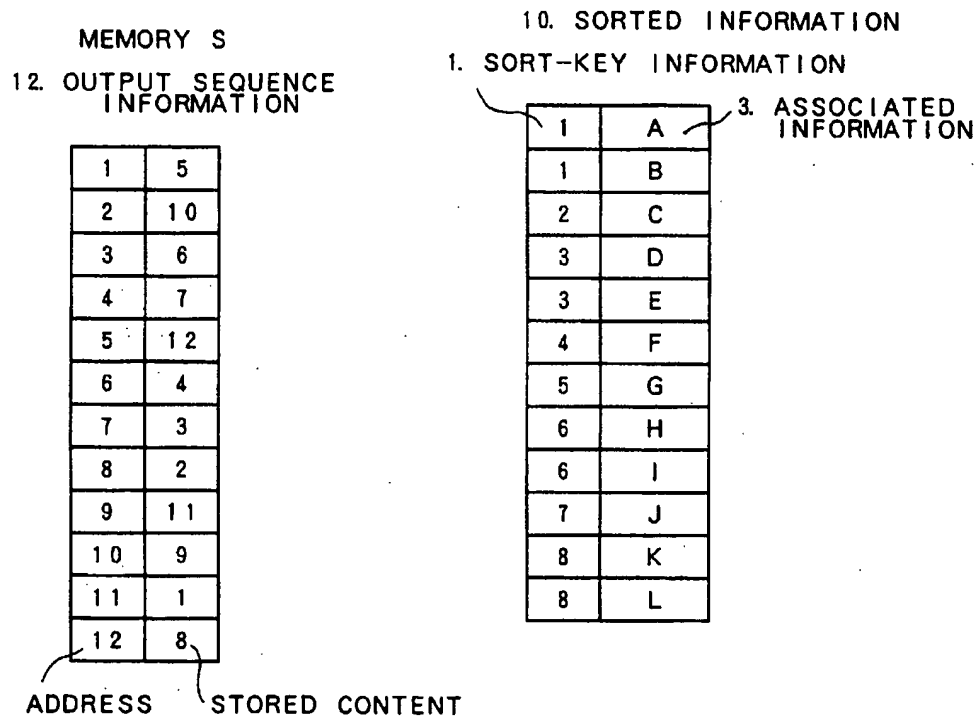 MEMORY S
12. OUTPUT SEQUENCE
INFORMATION
1 5
2 10
3 6
4 7
5 12
6 4
7 3
8 2
9 11
10 9
11 1
12 8
ADDRESS
STORED CONTENT
10. SORTED INFORMATION
1. SORT-KEY INFORMATION
3. ASSOCIATED
INFORMATION
1 A
1 B
2 C
3 D
3 E
4 F
5 G
6 H
6 I
7 J
8 K
8 L